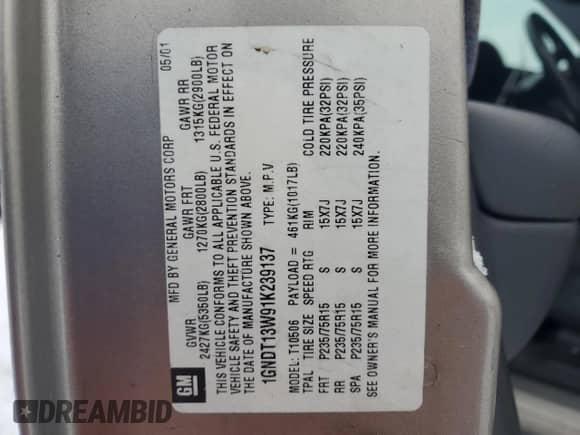 GM
MFD BY GENERAL MOTORS CORP 05/01
GVWR GAWR FRT GAWR RR
2427KG(5350LB) 1270KG(2800LB) 1315KG(2900LB)
THIS VEHICLE CONFORMS TO ALL APPLICABLE U.S. FEDERAL MOTOR
VEHICLE SAFETY AND THEFT PREVENTION STANDARDS IN EFFECT ON
THE DATE OF MANUFACTURE SHOWN ABOVE.
1GNDT13W91K239137 TYPE: M.P.V.
MODEL: T10506 PAYLOAD = 461KG(1017LB)
TPAL TIRE SIZE SPEED RTG RIM COLD TIRE PRESSURE
FRT P235/75R15 S 15X7J 220KPA(32PSI)
RR P235/75R15 S 15X7J 220KPA(32PSI)
SPA P235/75R15 S 15X7J 240KPA(35PSI)
SEE OWNER'S MANUAL FOR MORE INFORMATION.
DREAMBID